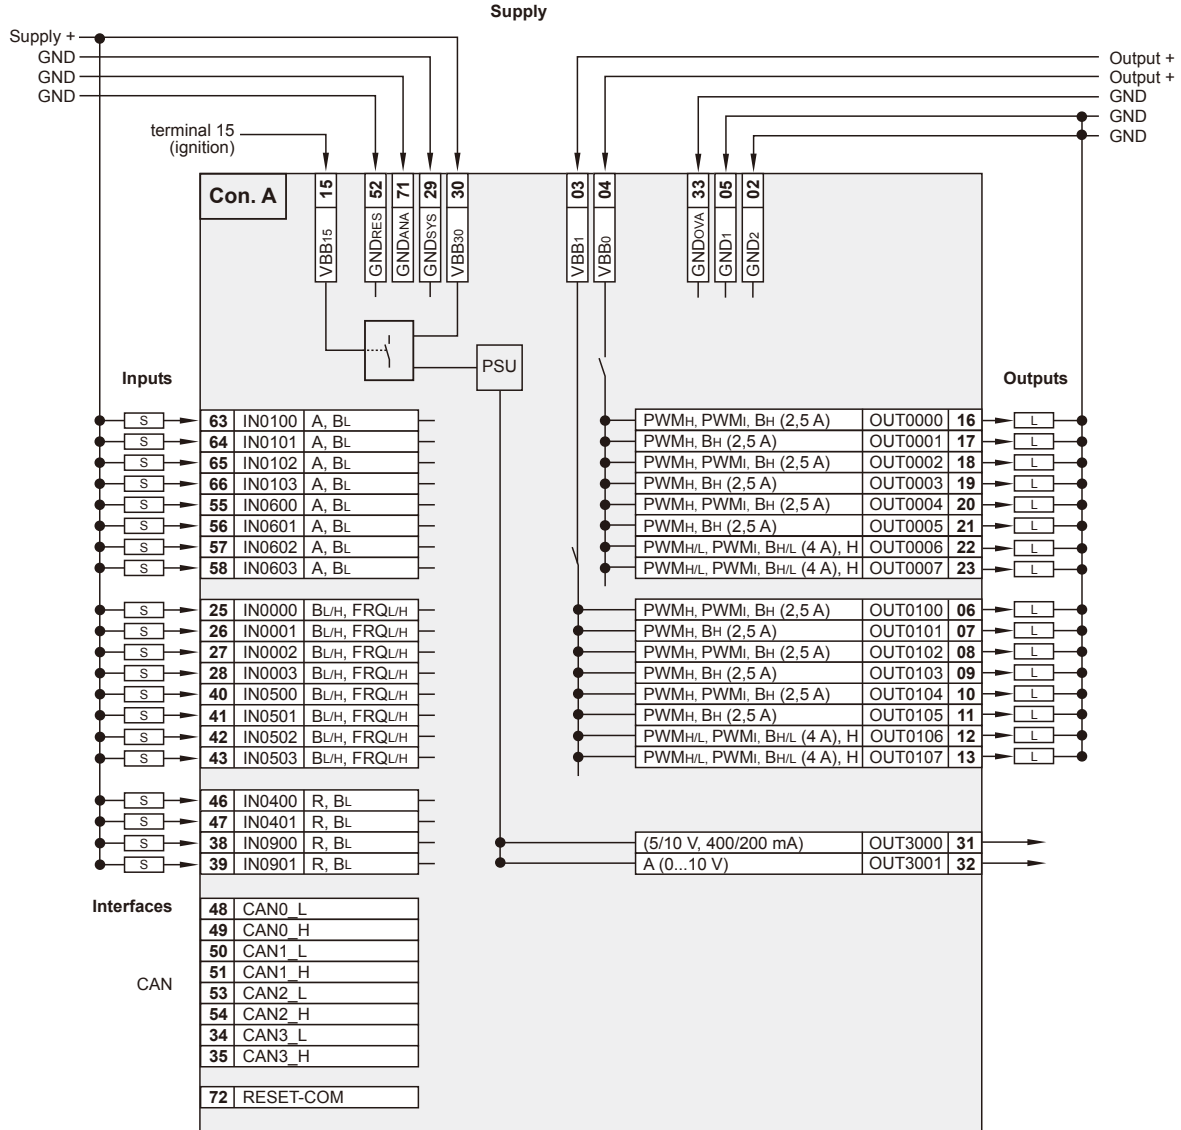 Supply
Supply +
GND
GND
GND
Output +
Output +
GND
GND
GND
terminal 15
(ignition)
Con. A
15 VBB15
52 GNDRES
71 GNDANA
29 GNDSYS
30 VBB30
03 VBB1
04 VBB0
33 GNDOVA
05 GND1
02 GND2
PSU
Inputs
Outputs
S 63 IN0100 A, BL
S 64 IN0101 A, BL
S 65 IN0102 A, BL
S 66 IN0103 A, BL
S 55 IN0600 A, BL
S 56 IN0601 A, BL
S 57 IN0602 A, BL
S 58 IN0603 A, BL
PWMH, PWMI, BH (2,5 A) OUT0000 16 L
PWMH, BH (2,5 A) OUT0001 17 L
PWMH, PWMI, BH (2,5 A) OUT0002 18 L
PWMH, BH (2,5 A) OUT0003 19 L
PWMH, PWMI, BH (2,5 A) OUT0004 20 L
PWMH, BH (2,5 A) OUT0005 21 L
PWMH/L, PWMI, BH/L (4 A), H OUT0006 22 L
PWMH/L, PWMI, BH/L (4 A), H OUT0007 23 L
S 25 IN0000 BL/H, FRQL/H
S 26 IN0001 BL/H, FRQL/H
S 27 IN0002 BL/H, FRQL/H
S 28 IN0003 BL/H, FRQL/H
S 40 IN0500 BL/H, FRQL/H
S 41 IN0501 BL/H, FRQL/H
S 42 IN0502 BL/H, FRQL/H
S 43 IN0503 BL/H, FRQL/H
PWMH, PWMI, BH (2,5 A) OUT0100 06 L
PWMH, BH (2,5 A) OUT0101 07 L
PWMH, PWMI, BH (2,5 A) OUT0102 08 L
PWMH, BH (2,5 A) OUT0103 09 L
PWMH, PWMI, BH (2,5 A) OUT0104 10 L
PWMH, BH (2,5 A) OUT0105 11 L
PWMH/L, PWMI, BH/L (4 A), H OUT0106 12 L
PWMH/L, PWMI, BH/L (4 A), H OUT0107 13 L
S 46 IN0400 R, BL
S 47 IN0401 R, BL
S 38 IN0900 R, BL
S 39 IN0901 R, BL
(5/10 V, 400/200 mA) OUT3000 31
A (0...10 V) OUT3001 32
Interfaces
CAN
48 CAN0_L
49 CAN0_H
50 CAN1_L
51 CAN1_H
53 CAN2_L
54 CAN2_H
34 CAN3_L
35 CAN3_H
72 RESET-COM